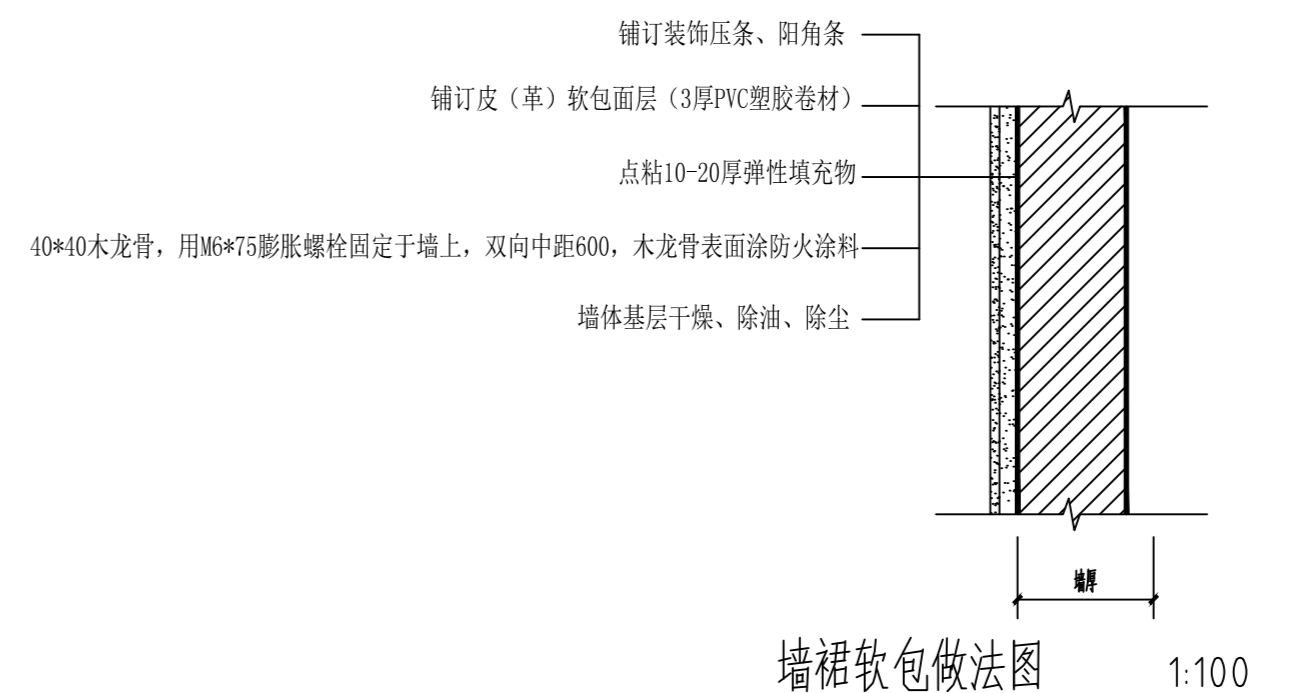 铺订装饰压条、阳角条
铺订皮（革）软包面层（3厚PVC塑胶卷材）
点粘10-20厚弹性填充物
40*40木龙骨，用M6*75膨胀螺栓固定于墙上，双向中距600，木龙骨表面涂防火涂料
墙体基层干燥、除油、除尘
墙厚
墙裙软包做法图 1:100